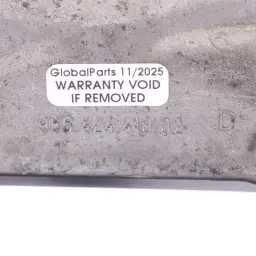 GlobalParts 11/2025
WARRANTY VOID
IF REMOVED
D